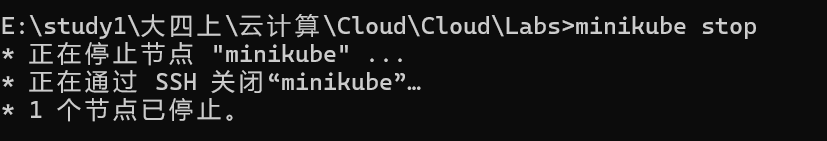 E:\study1\大四上\云计算\Cloud\Cloud\Labs>minikube stop
* 正在停止节点 "minikube" ...
* 正在通过 SSH 关闭“minikube”…
* 1 个节点已停止。